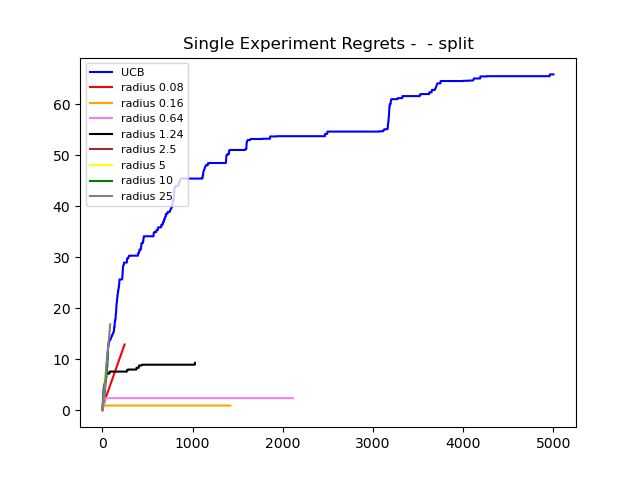 Single Experiment Regrets -  - split
UCB
radius 0.08
radius 0.16
radius 0.64
radius 1.24
radius 2.5
radius 5
radius 10
radius 25
60
50
40
30
20
10
0
0 1000 2000 3000 4000 5000